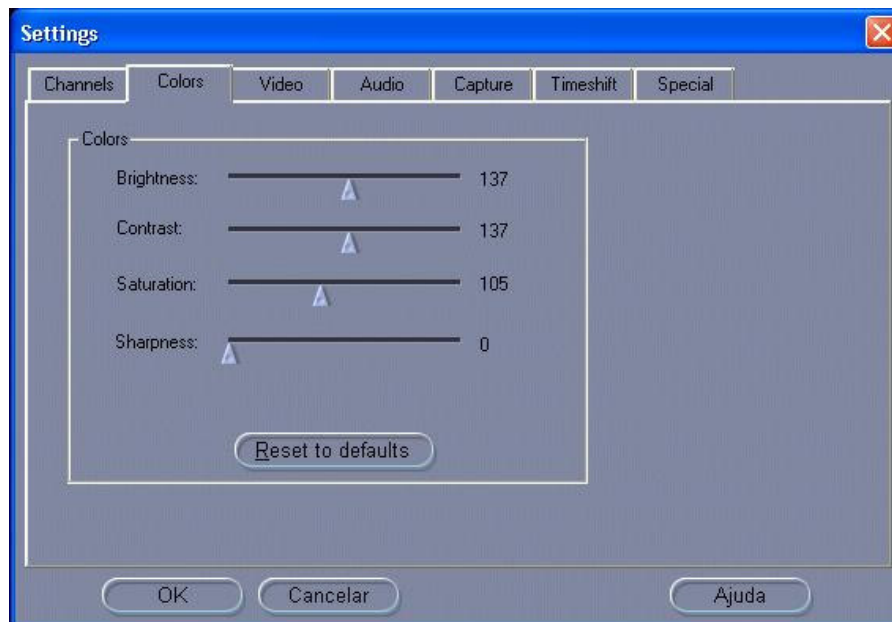 Settings
Channels Colors Video Audio Capture Timeshift Special
Colors
Brightness: 137
Contrast: 137
Saturation: 105
Sharpness: 0
Reset to defaults
OK Cancelar Ajuda